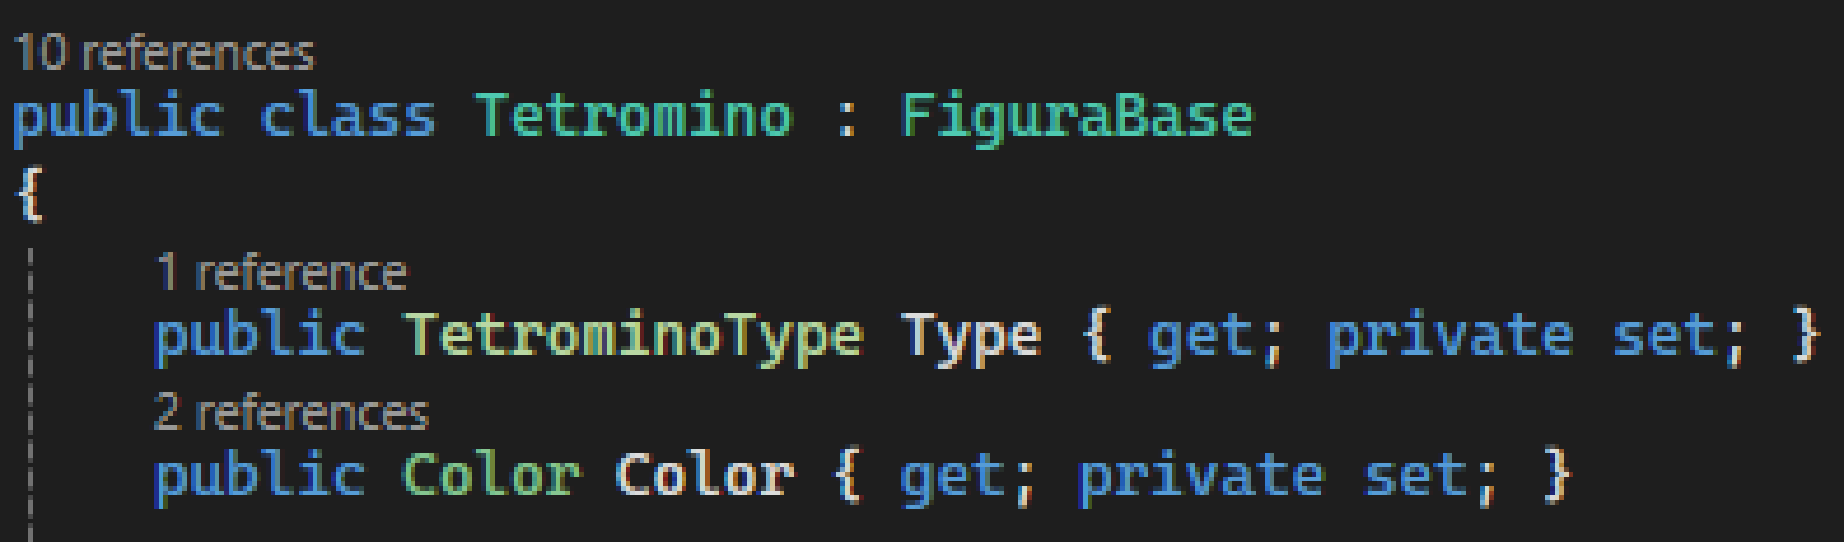 10 references
public class Tetromino : FiguraBase
{
1 reference
public TetrominoType Type { get; private set; }
2 references
public Color Color { get; private set; }